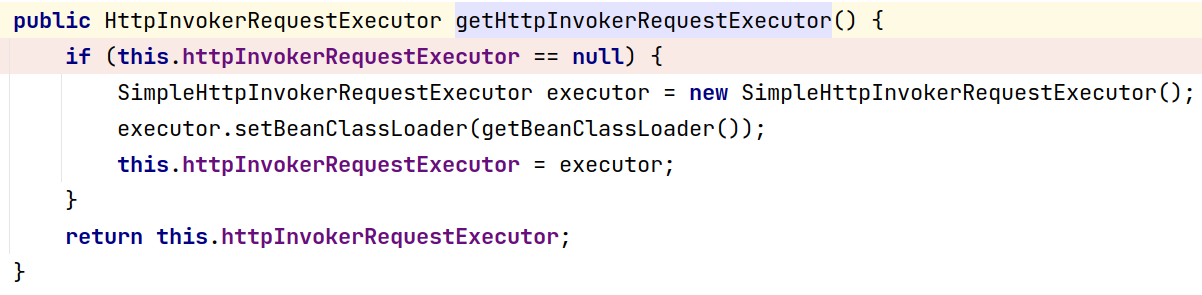 public HttpInvokerRequestExecutor getHttpInvokerRequestExecutor() {
    if (this.httpInvokerRequestExecutor == null) {
        SimpleHttpInvokerRequestExecutor executor = new SimpleHttpInvokerRequestExecutor();
        executor.setBeanClassLoader(getBeanClassLoader());
        this.httpInvokerRequestExecutor = executor;
    }
    return this.httpInvokerRequestExecutor;
}